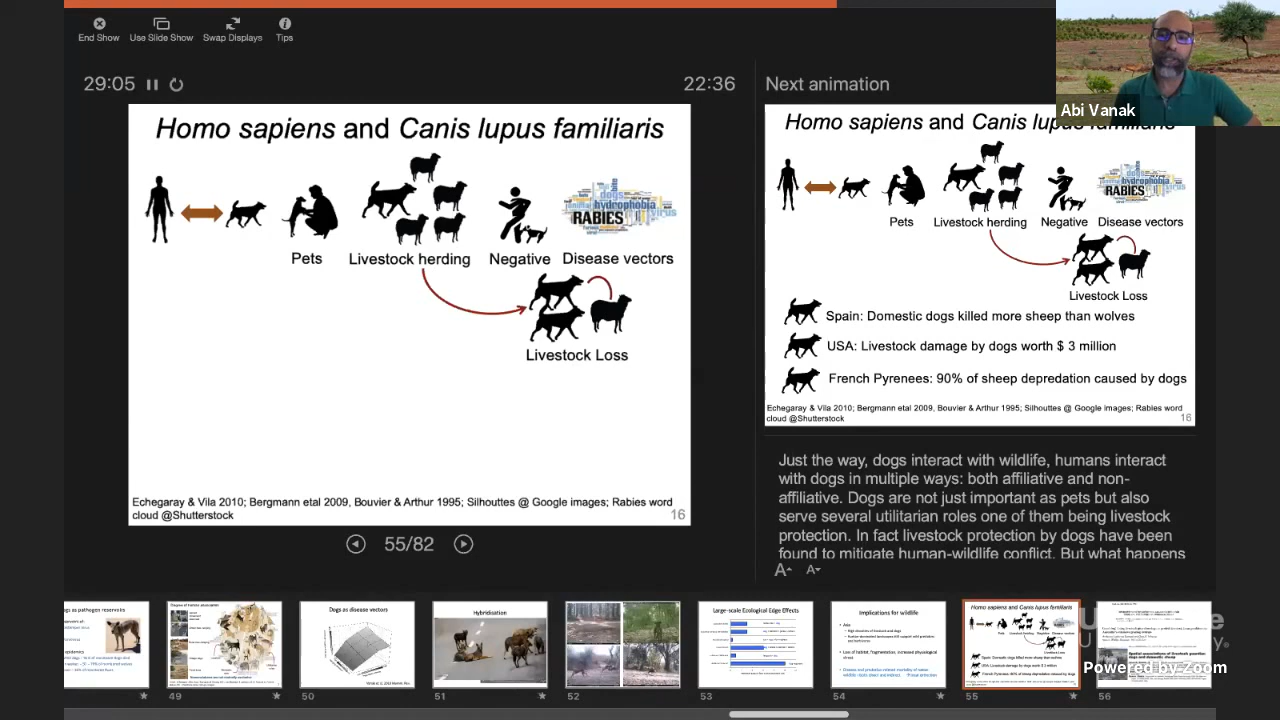 End Show
Use Slide Show
Swap Displays
Tips
29:05
22:36
Next animation
Abi Vanak
Homo sapiens and Canis lupus familiaris
RABIES
hydrophobia
dogs
virus
Pets
Livestock herding
Negative
Disease vectors
Livestock Loss
Echegaray & Vila 2010; Bergmann etal 2009, Bouvier & Arthur 1995; Silhouttes @ Google images; Rabies word
cloud @Shutterstock
16
55/82
Homo sapiens and Canis lupus familiaris
RABIES
Pets
Livestock herding
Negative
Disease vectors
Livestock Loss
Spain: Domestic dogs killed more sheep than wolves
USA: Livestock damage by dogs worth $ 3 million
French Pyrenees: 90% of sheep depredation caused by dogs
Echegaray & Vila 2010; Bergmann etal 2009, Bouvier & Arthur 1995; Silhouttes @ Google images; Rabies word
cloud @Shutterstock
16
Just the way, dogs interact with wildlife, humans interact
with dogs in multiple ways: both affiliative and non-
affiliative. Dogs are not just important as pets but also
serve several utilitarian roles one of them being livestock
protection. In fact livestock protection by dogs have been
found to mitigate human-wildlife conflict. But what happens
A A
as pathogen reservoirs
Dogs as disease vectors
Hybridisation
Large-scale Ecological Edge Effects
Implications for wildlife
Homo sapiens and Canis lupus familiaris
49
50
51
52
53
54
55
56
Powered by Zoom